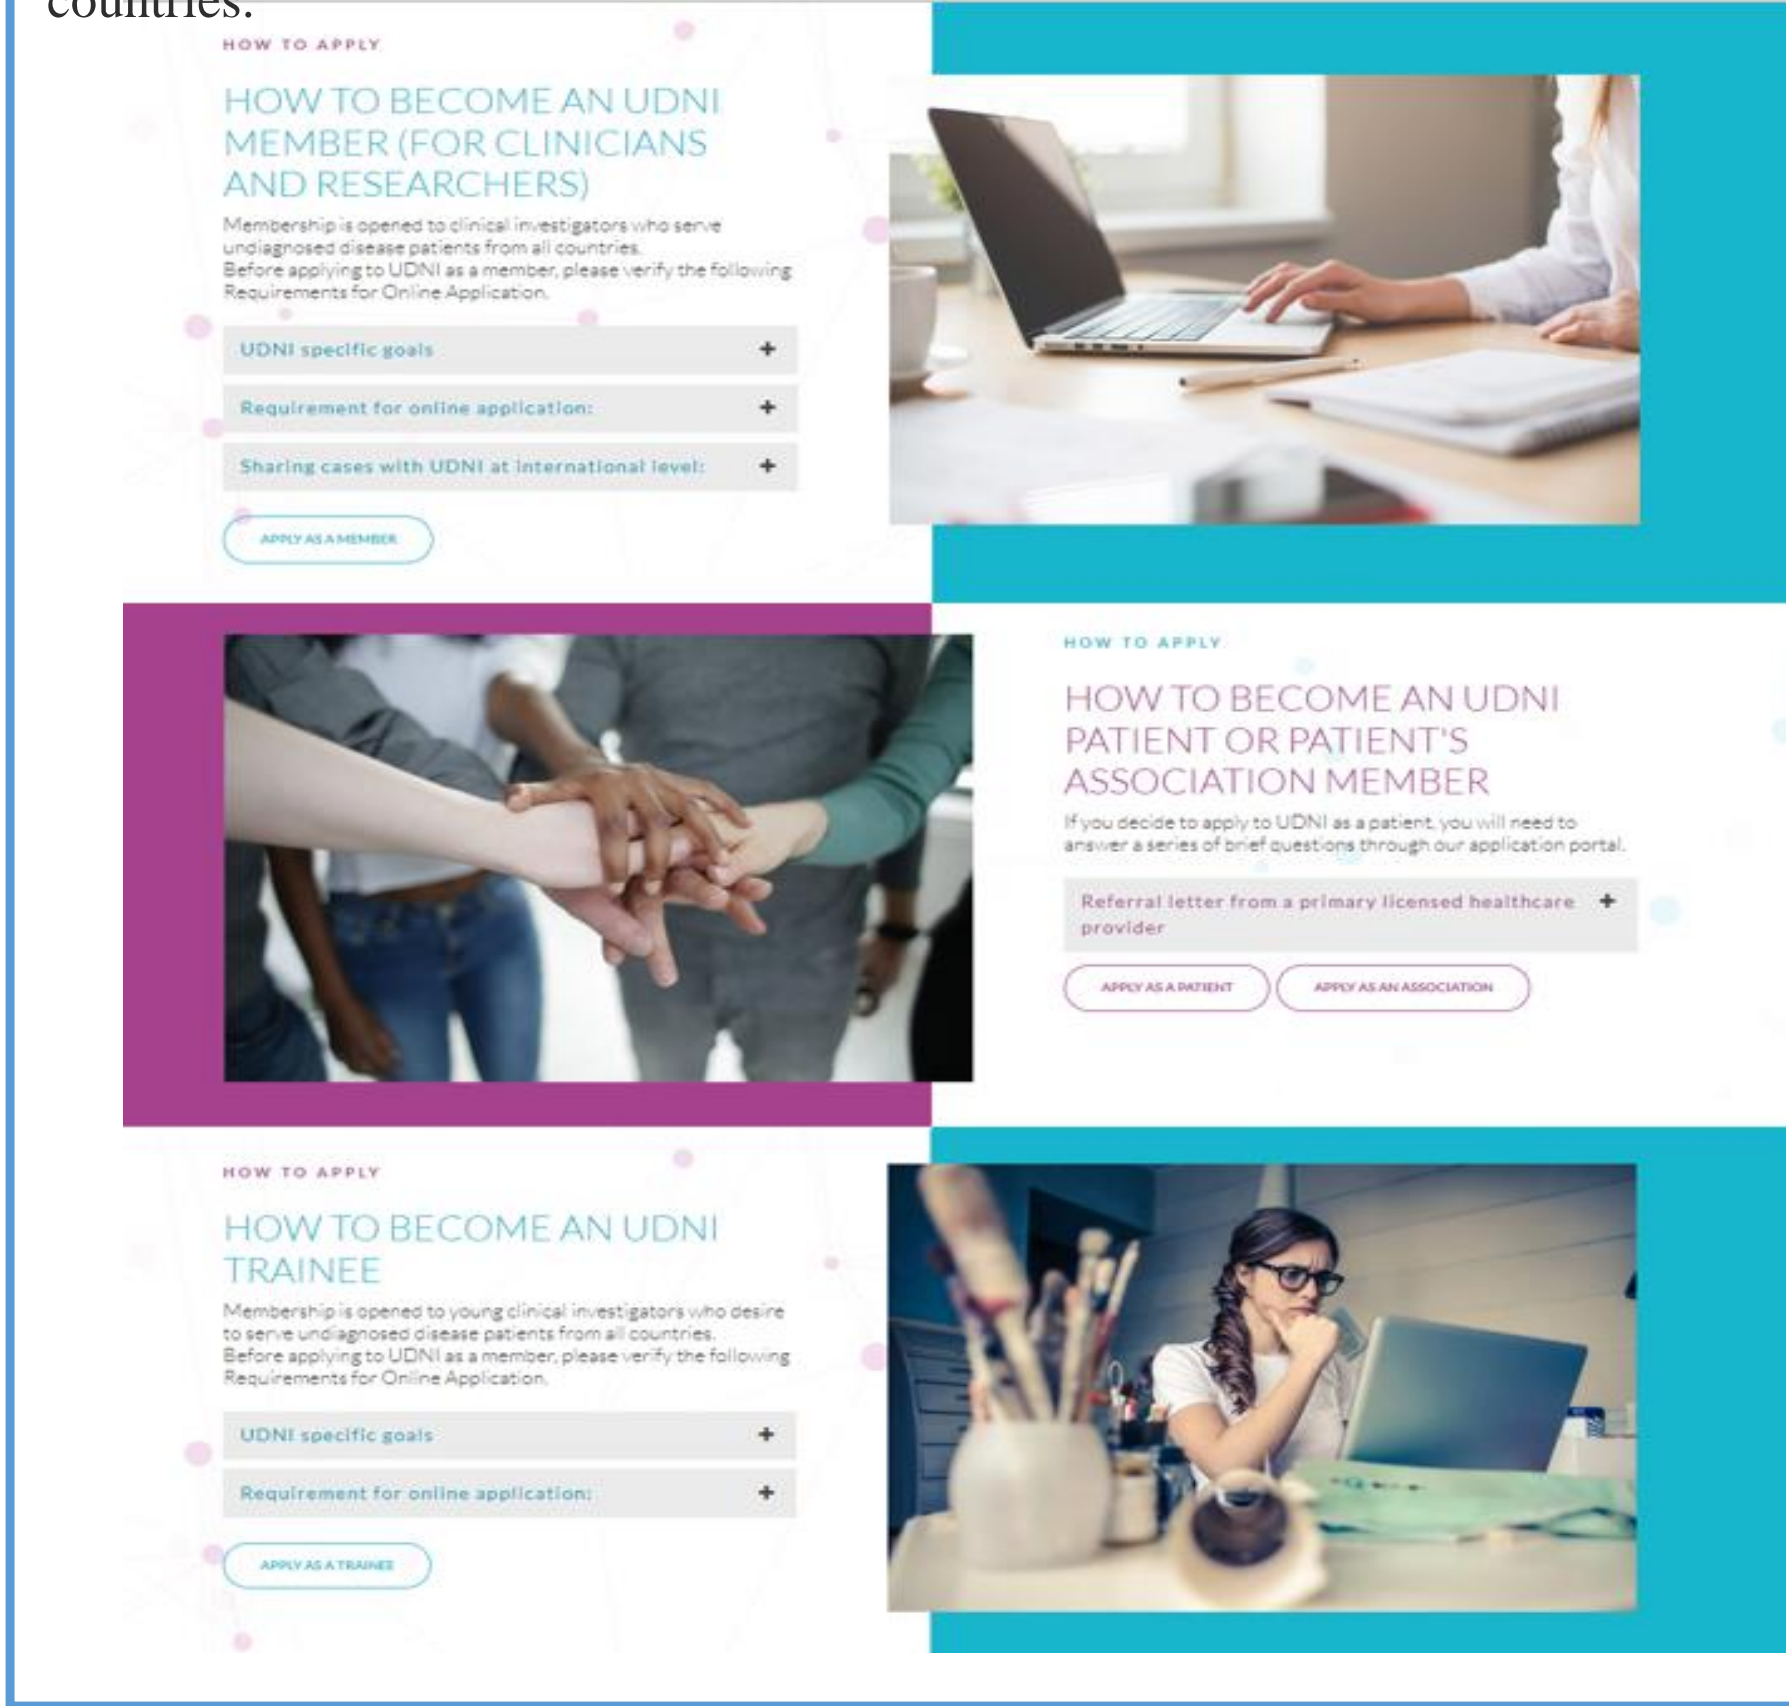 countries.
HOW TO APPLY
HOW TO BECOME AN UDNI
MEMBER (FOR CLINICIANS
AND RESEARCHERS)
Membership is opened to clinical investigators who serve
undiagnosed disease patients from all countries.
Before applying to UDNI as a member, please verify the following
Requirements for Online Application.
UDNI specific goals +
Requirement for online application: +
Sharing cases with UDNI at international level: +
APPLY AS A MEMBER
HOW TO APPLY
HOW TO BECOME AN UDNI
PATIENT OR PATIENT'S
ASSOCIATION MEMBER
If you decide to apply to UDNI as a patient, you will need to
answer a series of brief questions through our application portal.
Referral letter from a primary licensed healthcare +
provider
APPLY AS A PATIENT APPLY AS AN ASSOCIATION
HOW TO APPLY
HOW TO BECOME AN UDNI
TRAINEE
Membership is opened to young clinical investigators who desire
to serve undiagnosed disease patients from all countries.
Before applying to UDNI as a member, please verify the following
Requirements for Online Application.
UDNI specific goals +
Requirement for online application: +
APPLY AS A TRAINEE